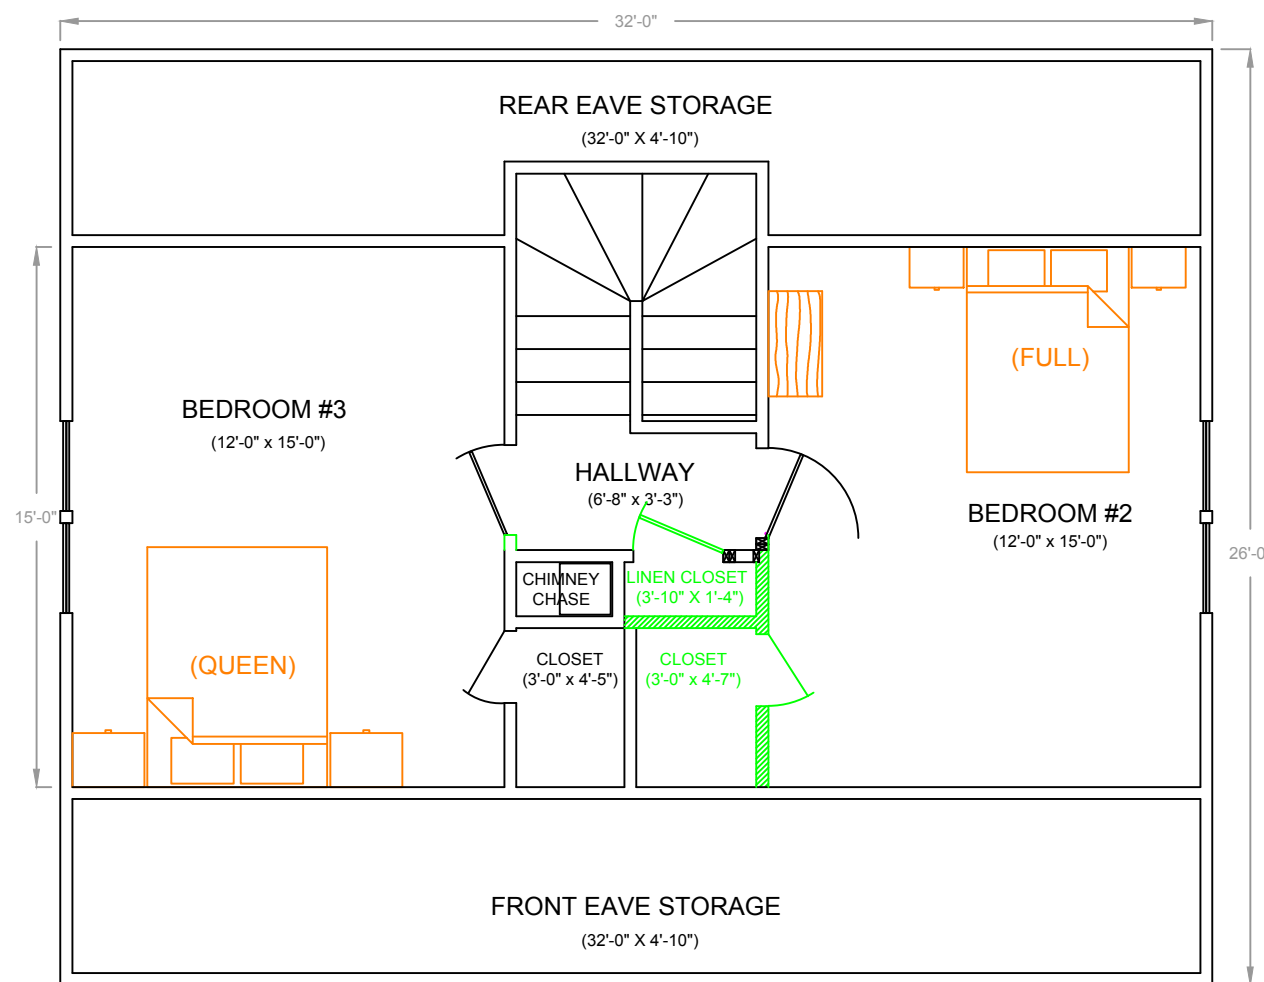 32'-0"
REAR EAVE STORAGE
(32'-0" X 4'-10")
(FULL)
BEDROOM #3
(12'-0" x 15'-0")
HALLWAY
(6'-8" x 3'-3")
15'-0"
BEDROOM #2
(12'-0" x 15'-0")
26'-0
CHIMNEY
CHASE
LINEN CLOSET
(3'-10" X 1'-4")
(QUEEN)
CLOSET
(3'-0" x 4'-5")
CLOSET
(3'-0" x 4'-7")
FRONT EAVE STORAGE
(32'-0" X 4'-10")